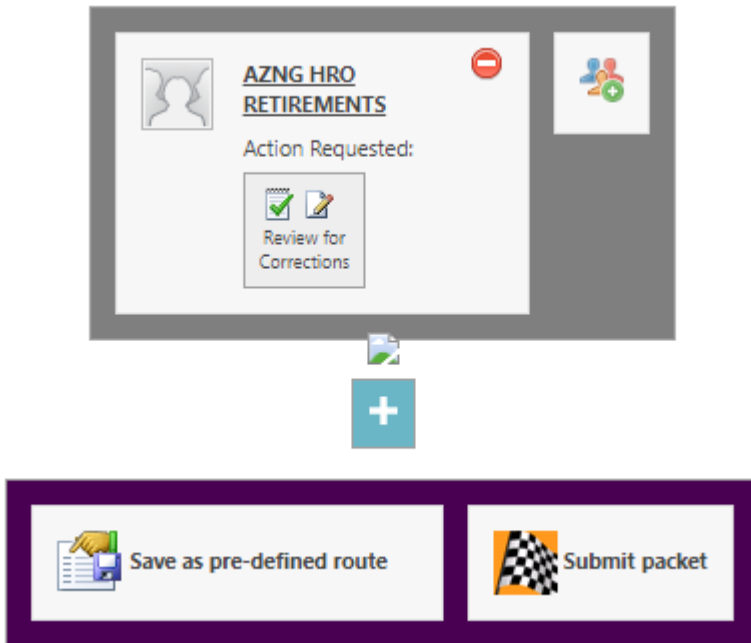 AZNG HRO
RETIREMENTS
Action Requested:
Review for
Corrections
Save as pre-defined route
Submit packet